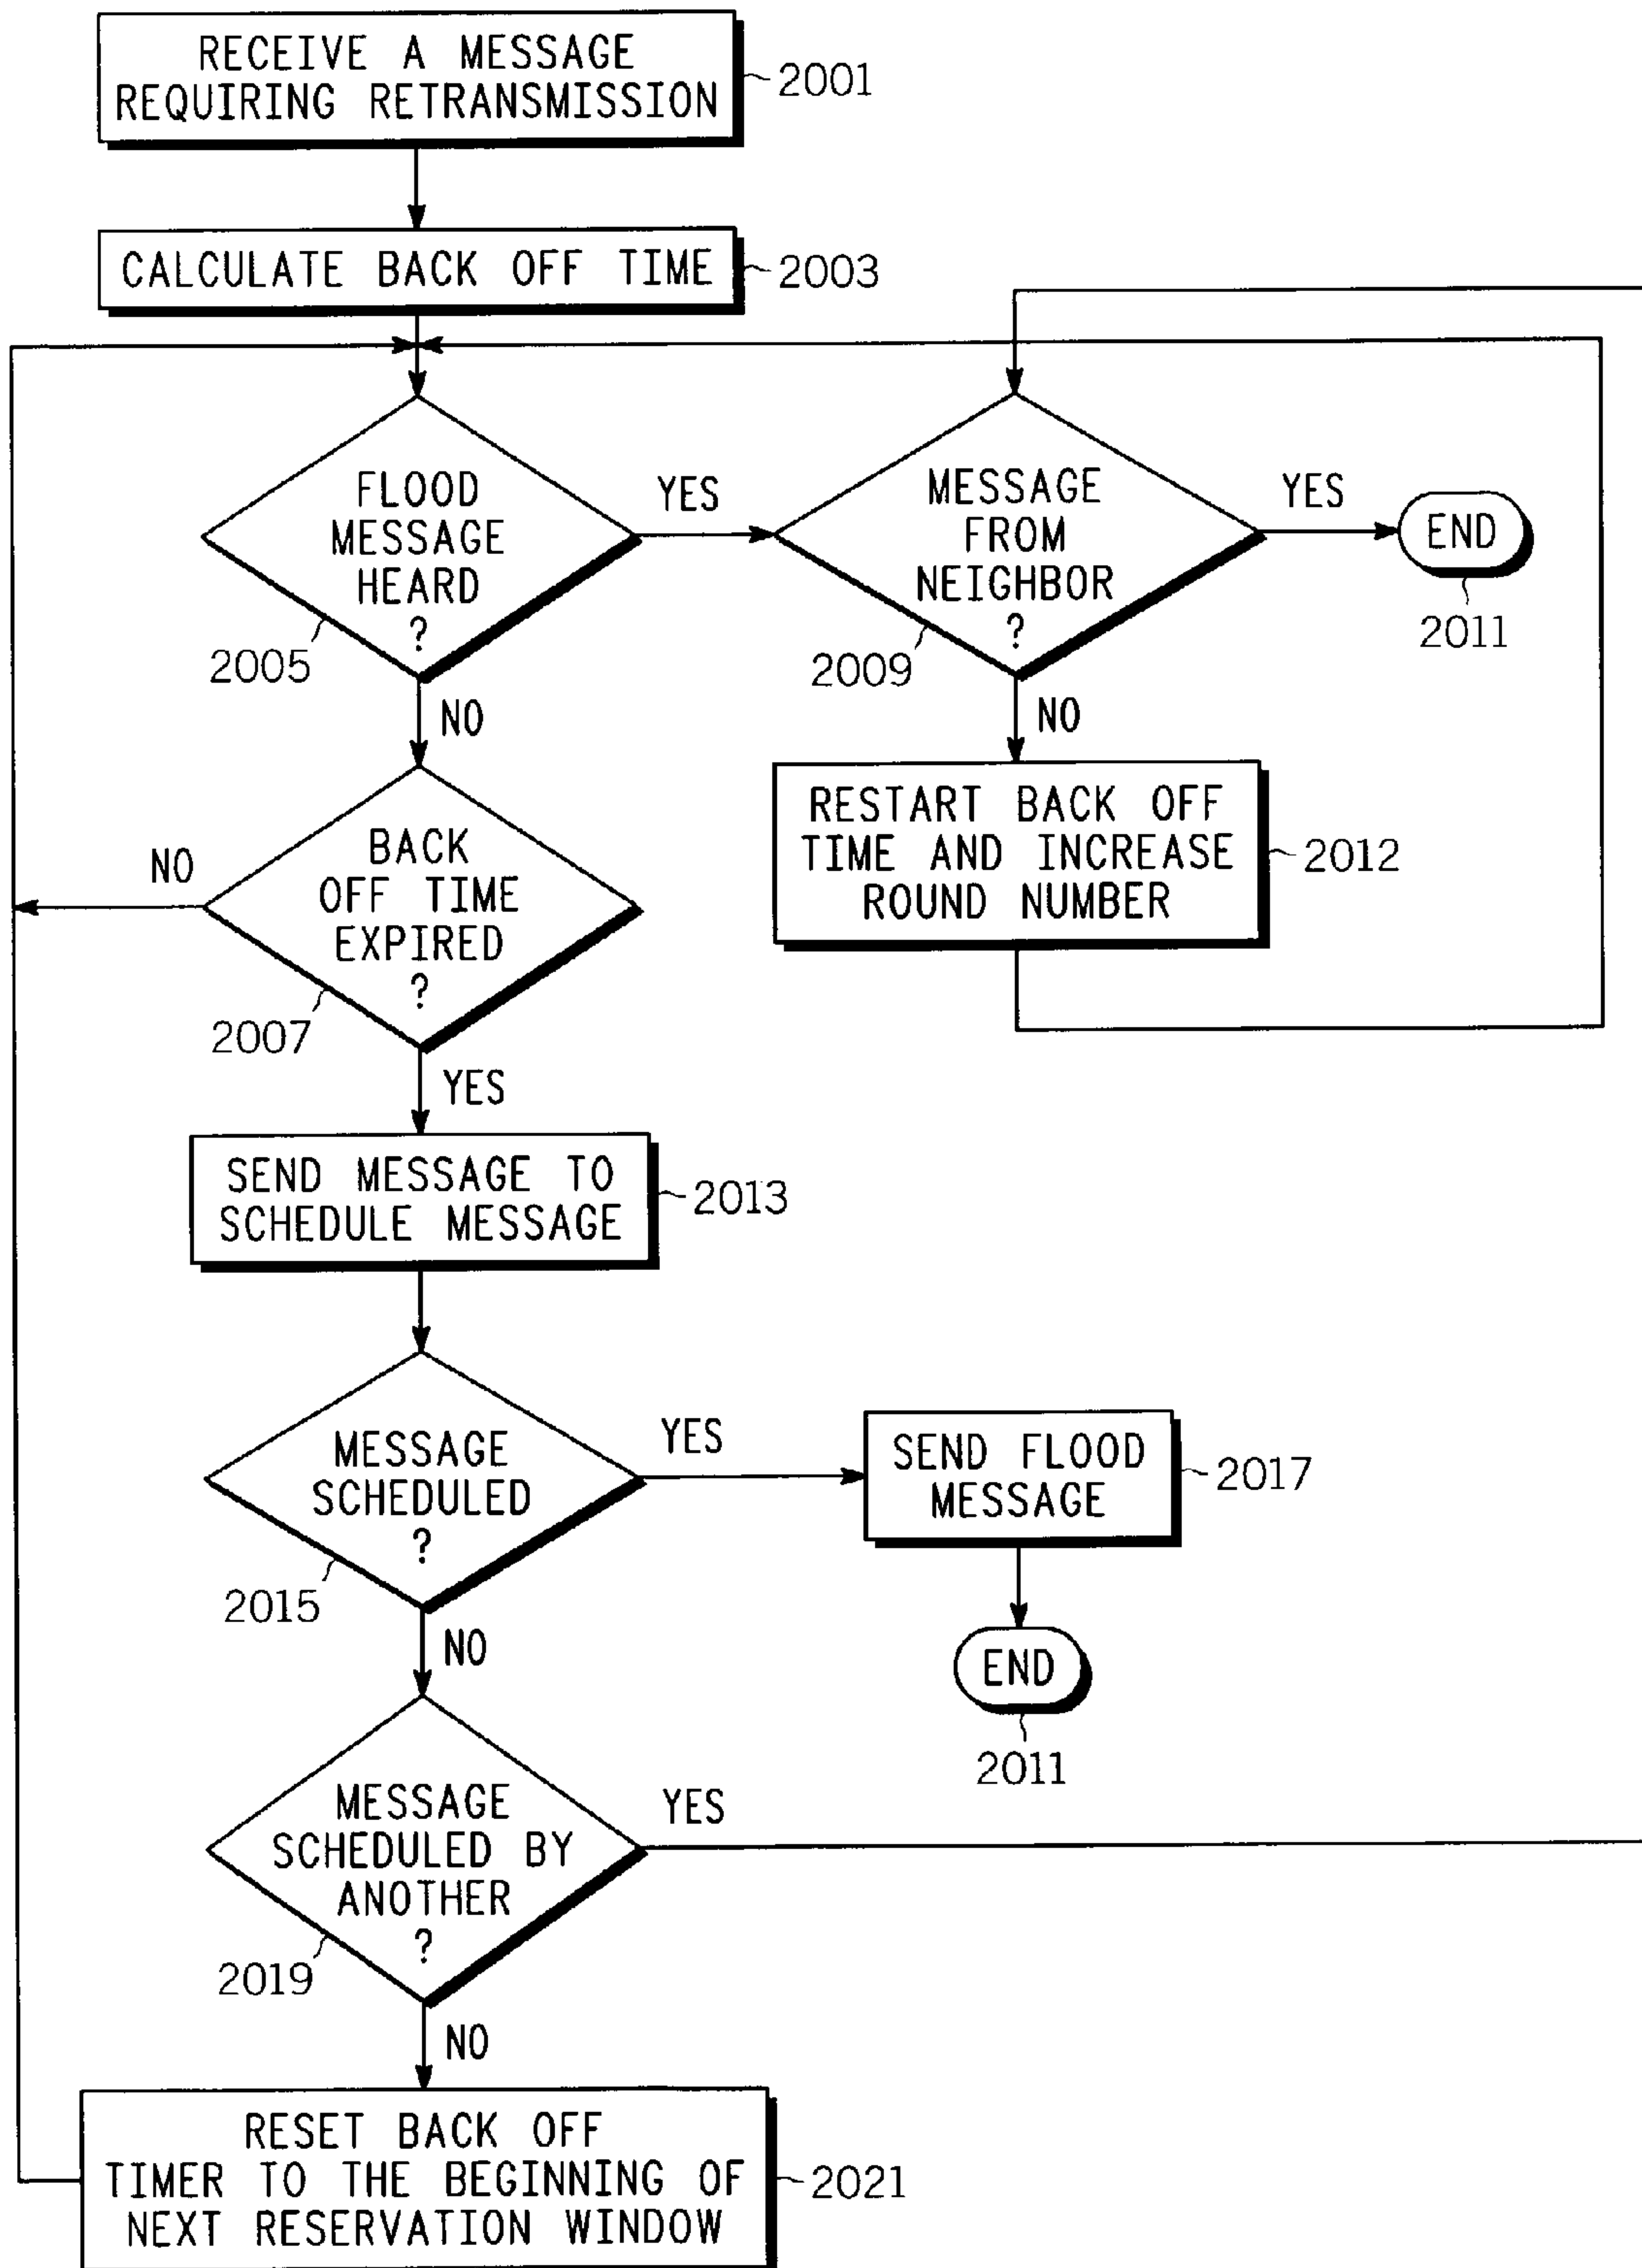 RECEIVE A MESSAGE
REQUIRING RETRANSMISSION
2001
CALCULATE BACK OFF TIME
2003
FLOOD
MESSAGE
HEARD
?
2005
YES
NO
MESSAGE
FROM
NEIGHBOR
?
2009
YES
END
2011
NO
RESTART BACK OFF
TIME AND INCREASE
ROUND NUMBER
2012
BACK
OFF TIME
EXPIRED
?
2007
NO
YES
SEND MESSAGE TO
SCHEDULE MESSAGE
2013
MESSAGE
SCHEDULED
?
2015
YES
SEND FLOOD
MESSAGE
2017
END
2011
NO
MESSAGE
SCHEDULED BY
ANOTHER
?
2019
YES
NO
RESET BACK OFF
TIMER TO THE BEGINNING OF
NEXT RESERVATION WINDOW
2021